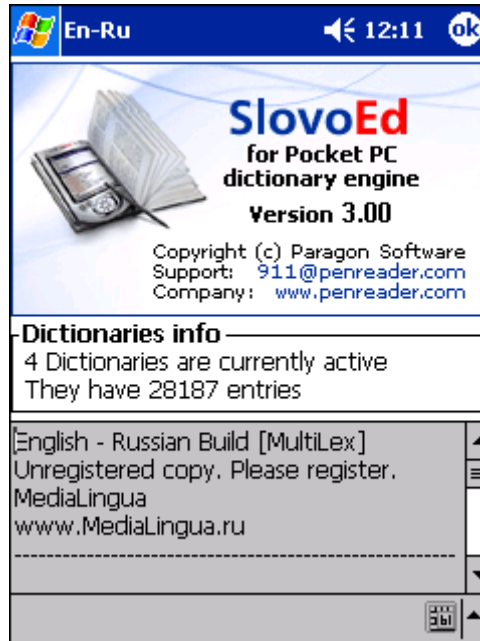 En-Ru 12:11 ok
SlovoEd
for Pocket PC
dictionary engine
Version 3.00
Copyright (c) Paragon Software
Support: 911@penreader.com
Company: www.penreader.com
Dictionaries info
4 Dictionaries are currently active
They have 28187 entries
English - Russian Build [MultiLex]
Unregistered copy. Please register.
MediaLingua
www.MediaLingua.ru
--------------------------------------------------------